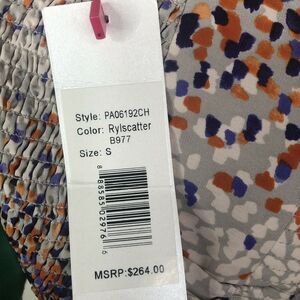 Style: PA06192CH
Color: Rylscatter
B977
Size: S
MSRP:$264.00